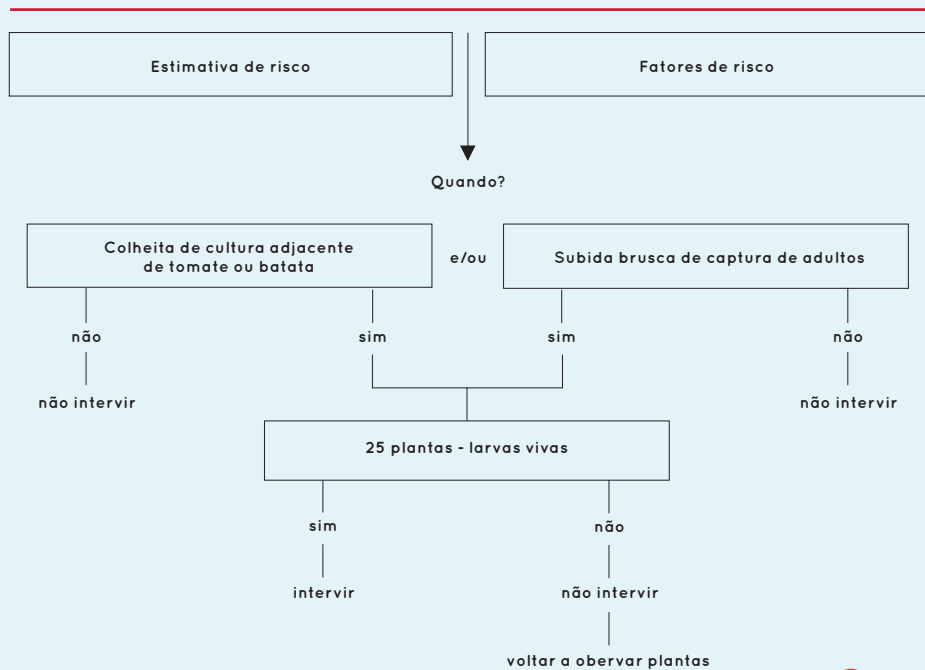 Estimativa de risco
Fatores de risco
Quando?
Colheita de cultura adjacente
de tomate ou batata
e/ou
Subida brusca de captura de adultos
não
sim
sim
não
não intervir
não intervir
25 plantas - larvas vivas
sim
não
intervir
não intervir
voltar a obervar plantas